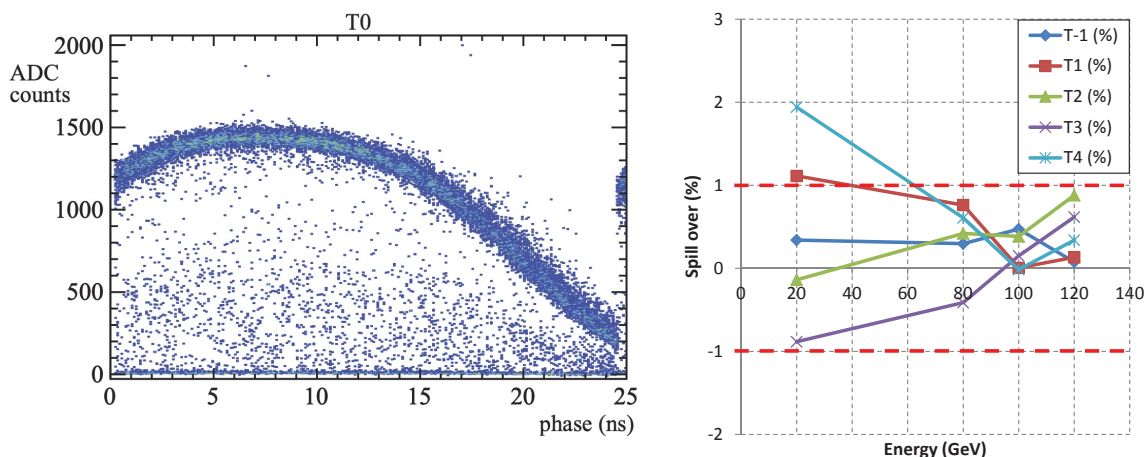 T0
ADC
counts
2000
1500
1000
500
0
0 5 10 15 20 25
phase (ns)
3
2
1
0
-1
-2
0 20 40 60 80 100 120 140
Spill over (%)
Energy (GeV)
T-1 (%)
T1 (%)
T2 (%)
T3 (%)
T4 (%)